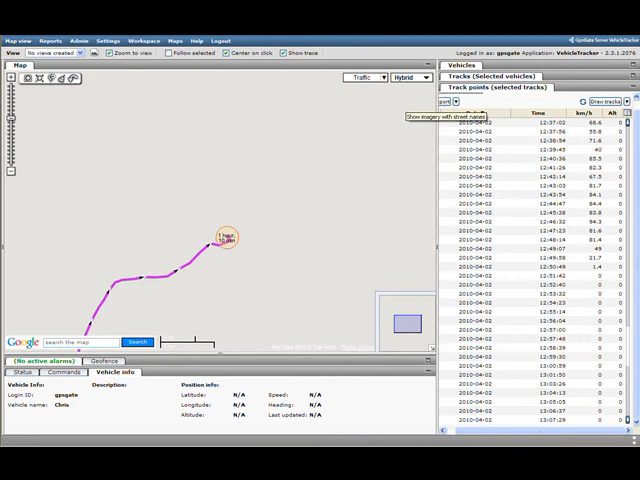 Map view Reports Admin Settings Workspace Maps Help Logout GpsGate Server VehicleTracker
View No views created Zoom to view Follow selected Center on click Show trace Logged in as: gpsgate Application: VehicleTracker - 2.3.1.2076
Map
Traffic Hybrid
Show imagery with street names
1 hour,
10 min
Google search the map Search
Vehicles
Tracks (Selected vehicles)
Track points (selected tracks)
port Draw tracks
Time km/h Alt
2010-04-02 12:37:02 68.6 0
2010-04-02 12:37:56 55.8 0
2010-04-02 12:38:54 71.6 0
2010-04-02 12:39:45 40 0
2010-04-02 12:40:36 85.5 0
2010-04-02 12:41:31 82.3 0
2010-04-02 12:42:14 67.5 0
2010-04-02 12:43:03 81.7 0
2010-04-02 12:43:54 84.1 0
2010-04-02 12:44:47 84.4 0
2010-04-02 12:45:38 83.8 0
2010-04-02 12:46:32 94.9 0
2010-04-02 12:47:23 81.6 0
2010-04-02 12:48:14 81.4 0
2010-04-02 12:49:07 49 0
2010-04-02 12:49:58 21.7 0
2010-04-02 12:50:49 1.4 0
2010-04-02 12:51:42 0 0
2010-04-02 12:52:39 0 0
2010-04-02 12:53:32 0 0
2010-04-02 12:54:23 0 0
2010-04-02 12:55:14 0 0
2010-04-02 12:56:04 0 0
2010-04-02 12:57:00 0 0
2010-04-02 12:57:48 0 0
2010-04-02 12:58:39 0 0
2010-04-02 12:59:30 0 0
2010-04-02 13:00:58 0 0
2010-04-02 13:01:50 0 0
2010-04-02 13:03:26 0 0
2010-04-02 13:04:13 0 0
2010-04-02 13:05:05 0 0
2010-04-02 13:06:37 0 0
2010-04-02 13:07:29 0 0
(No active alarms) Geofence
Status Commands Vehicle info
Vehicle Info: Description: Position info:
Login ID: gpsgate Latitude: N/A Speed: N/A
Vehicle name: Chris Longitude: N/A Heading: N/A
Altitude: N/A Last updated: N/A